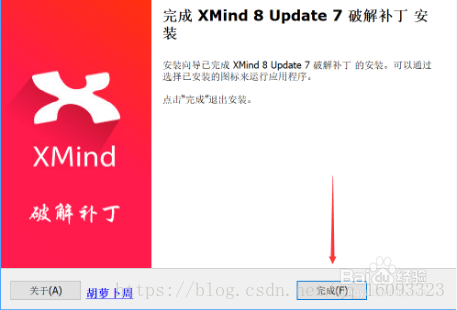 完成 XMind 8 Update 7 破解补丁 安
装
安装向导已完成 XMind 8 Update 7 破解补丁 的安装。可以通过
选择已安装的图标来运行应用程序。
点击"完成"退出安装。
XMind
破解补丁
Bai 经验
关于(A)
胡萝卜周
完成(F)
https://blog.csdn.ne
16093323